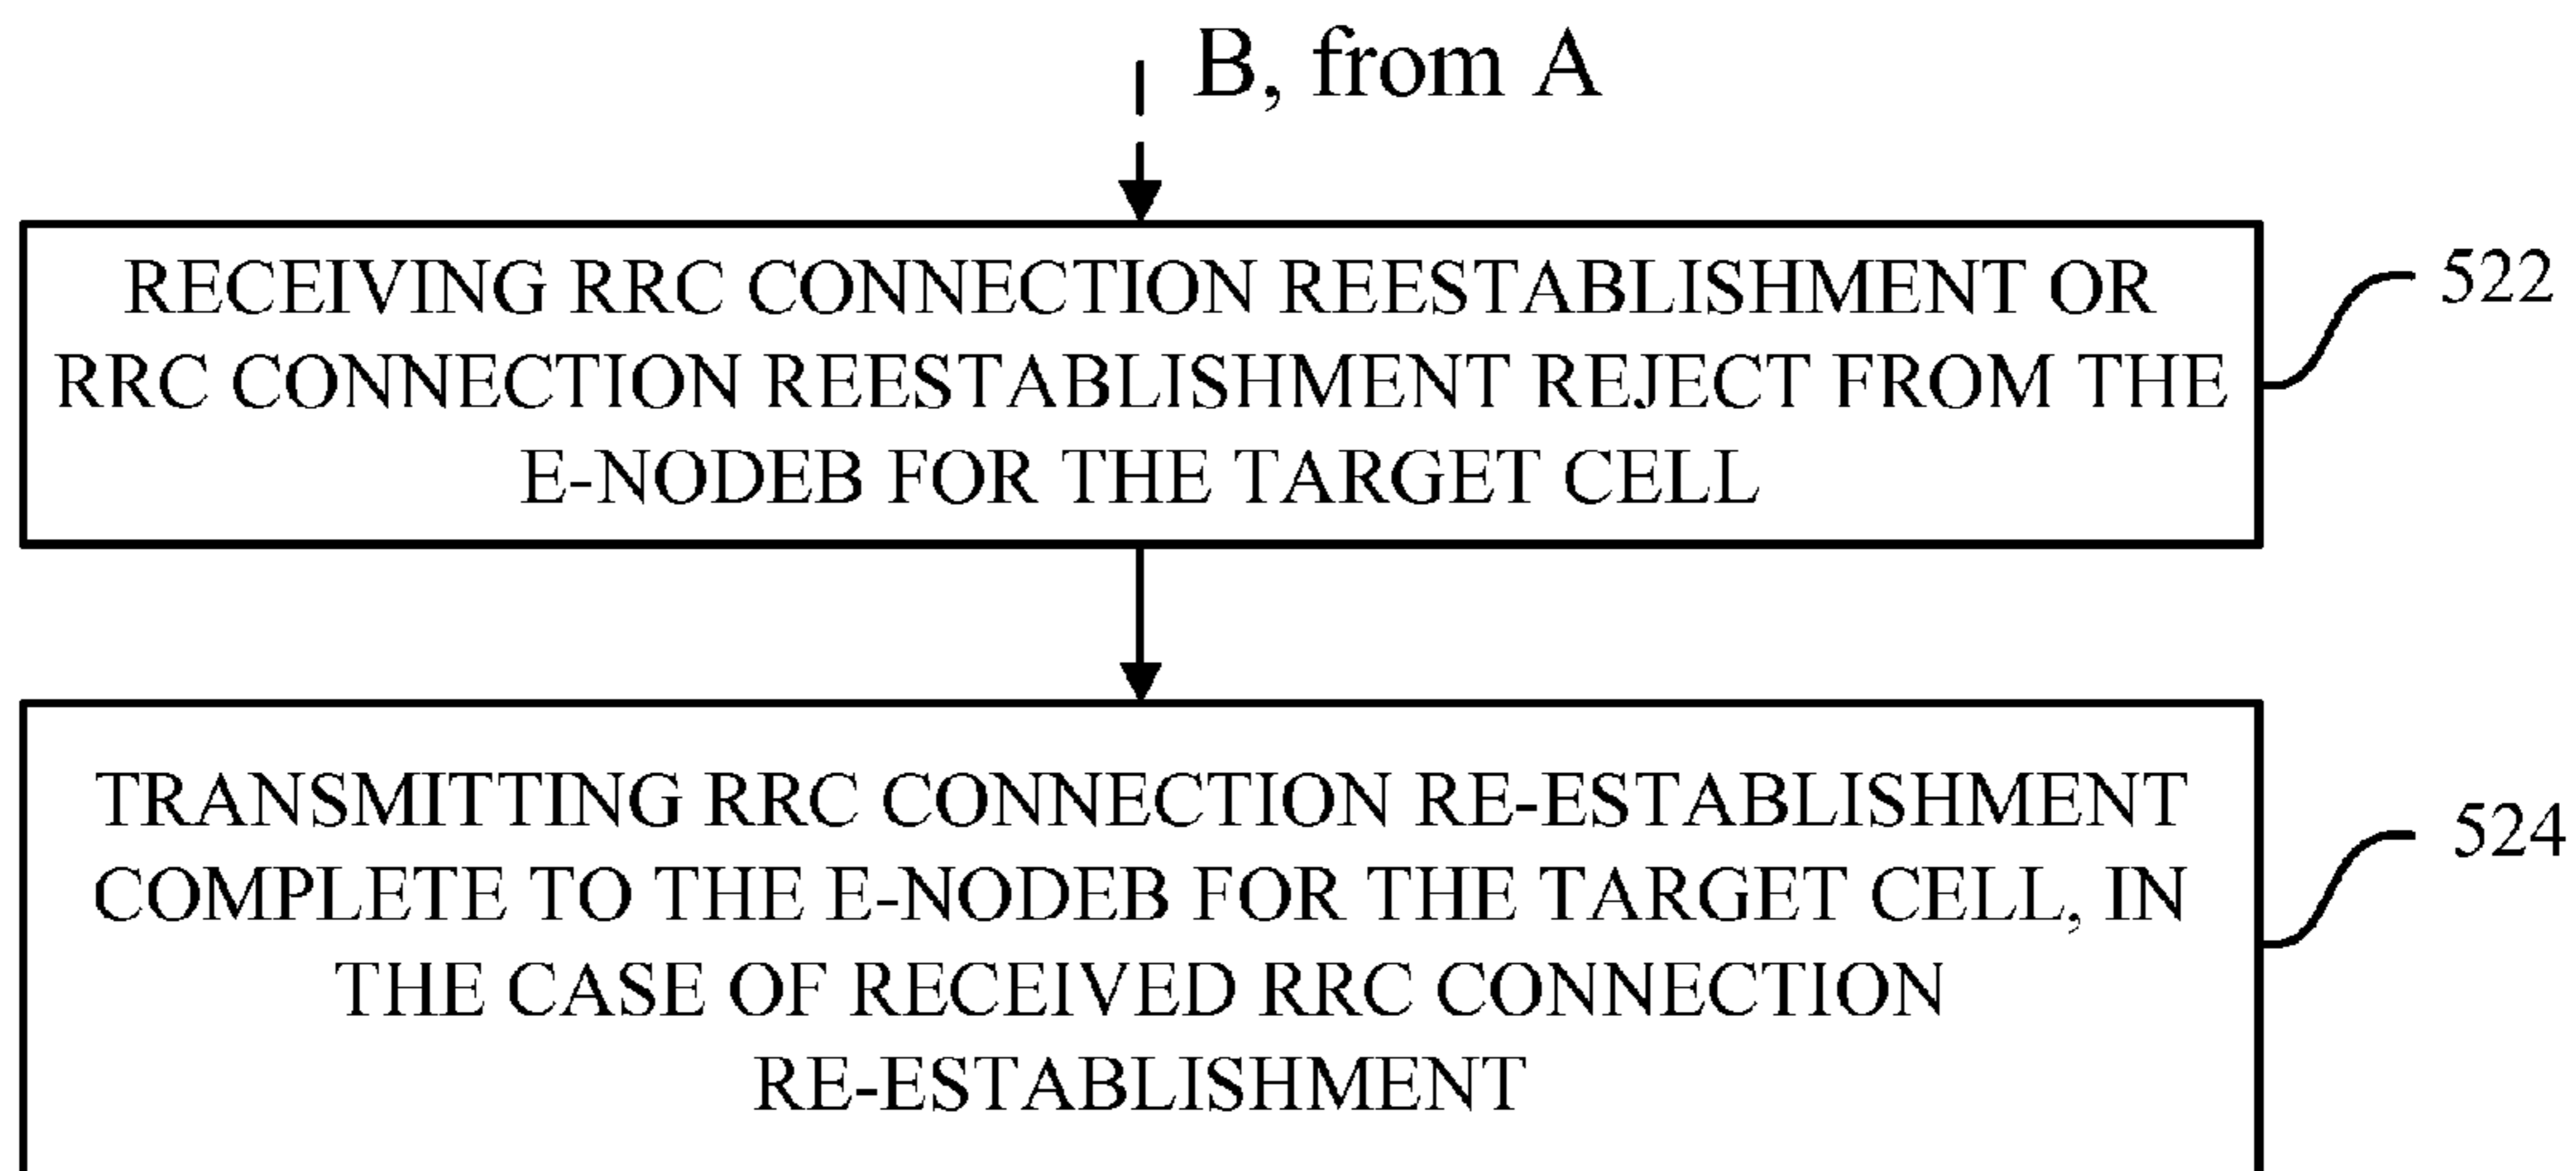 B, from A
RECEIVING RRC CONNECTION REESTABLISHMENT OR
RRC CONNECTION REESTABLISHMENT REJECT FROM THE
E-NODEB FOR THE TARGET CELL
522
TRANSMITTING RRC CONNECTION RE-ESTABLISHMENT
COMPLETE TO THE E-NODEB FOR THE TARGET CELL, IN
THE CASE OF RECEIVED RRC CONNECTION
RE-ESTABLISHMENT
524